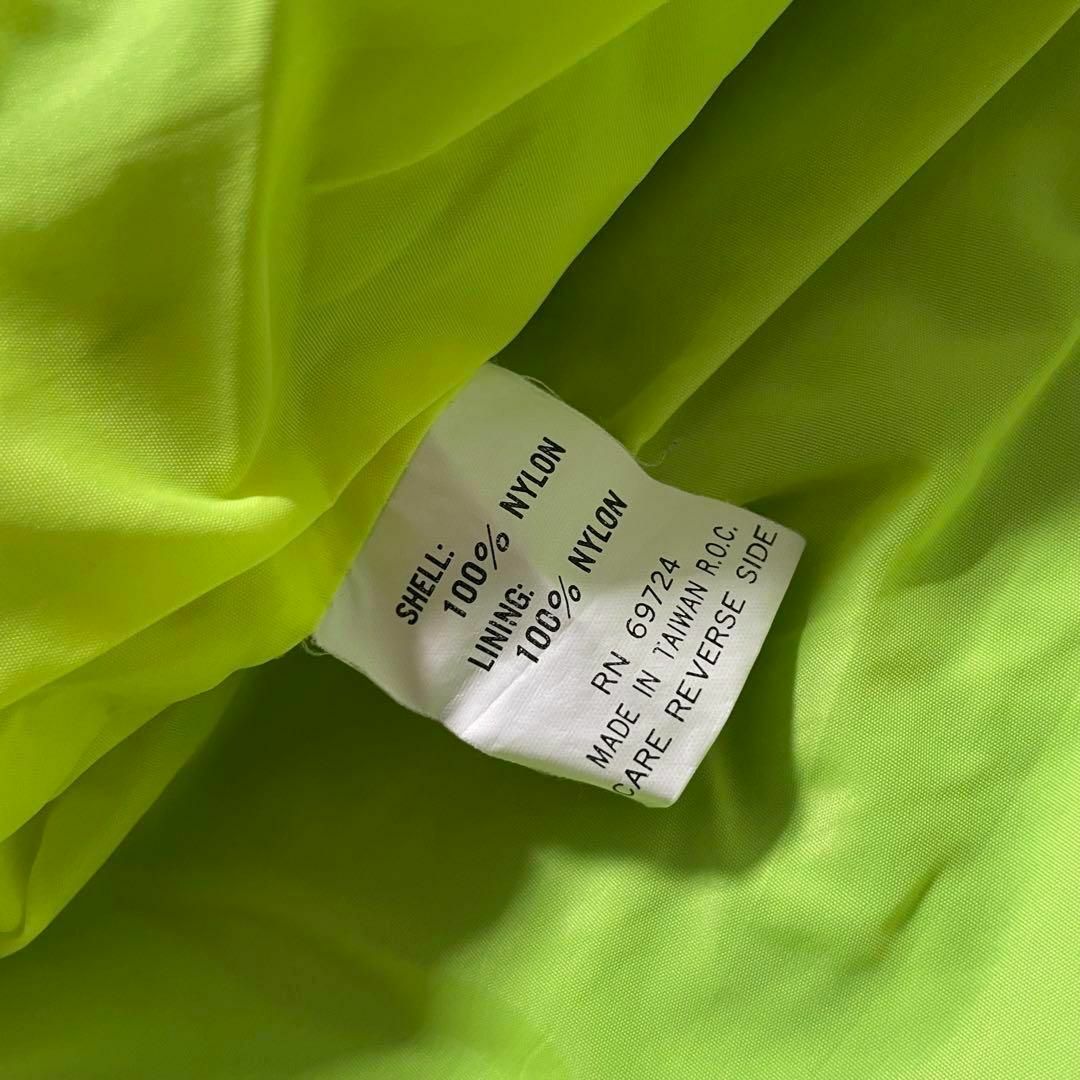 SHELL:
100% NYLON
LINING:
100% NYLON
RN 69724
MADE IN TAIWAN R.O.C.
CARE REVERSE SIDE